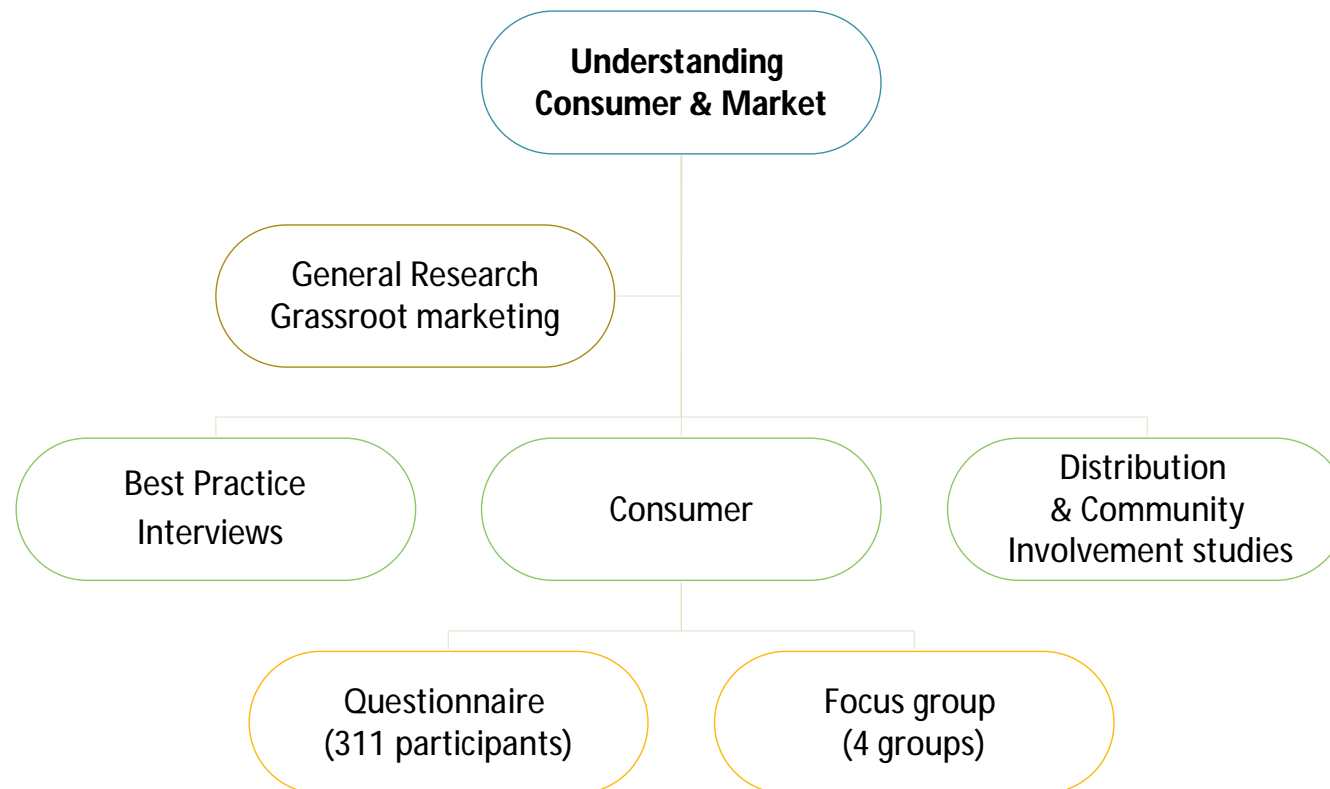 Understanding
Consumer & Market
General Research
Grassroot marketing
Best Practice
Interviews
Consumer
Distribution
& Community
Involvement studies
Questionnaire
(311 participants)
Focus group
(4 groups)